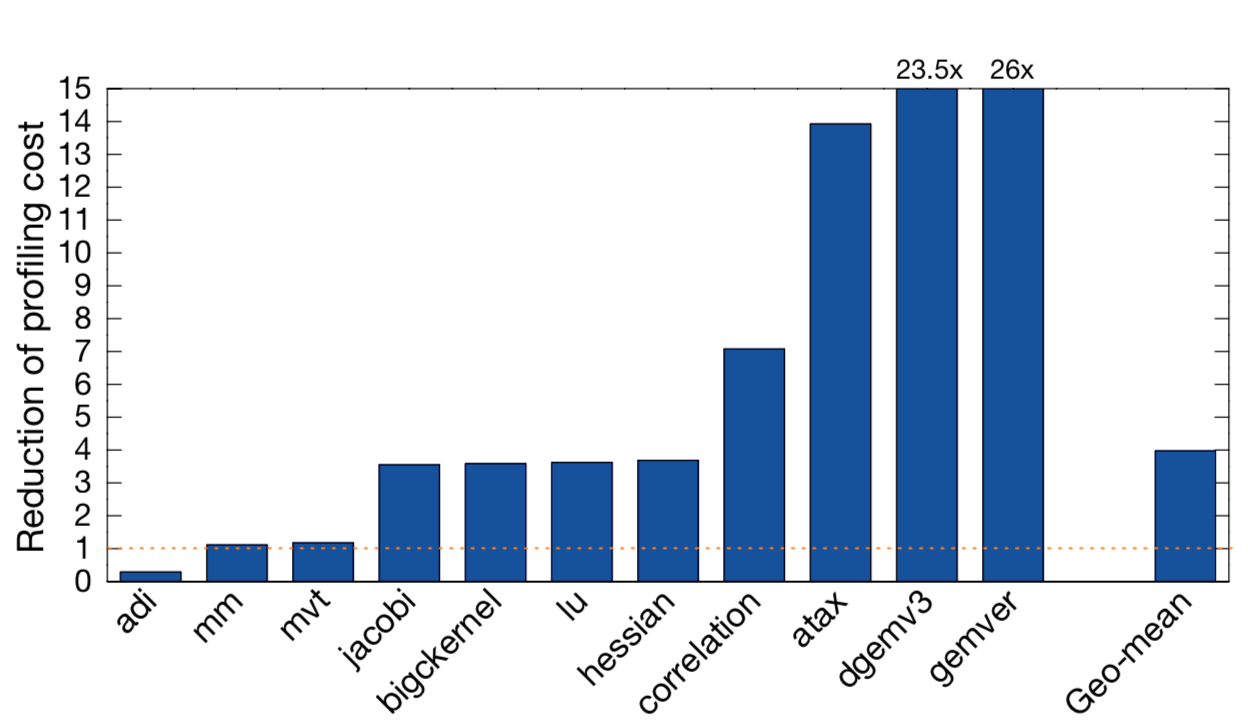 23.5x 26x
Reduction of profiling cost
15
14
13
12
11
10
9
8
7
6
5
4
3
2
1
0
adi
mm
mvt
jacobi
bigckernel
lu
hessian
correlation
atax
dgemv3
gemver
Geo-mean